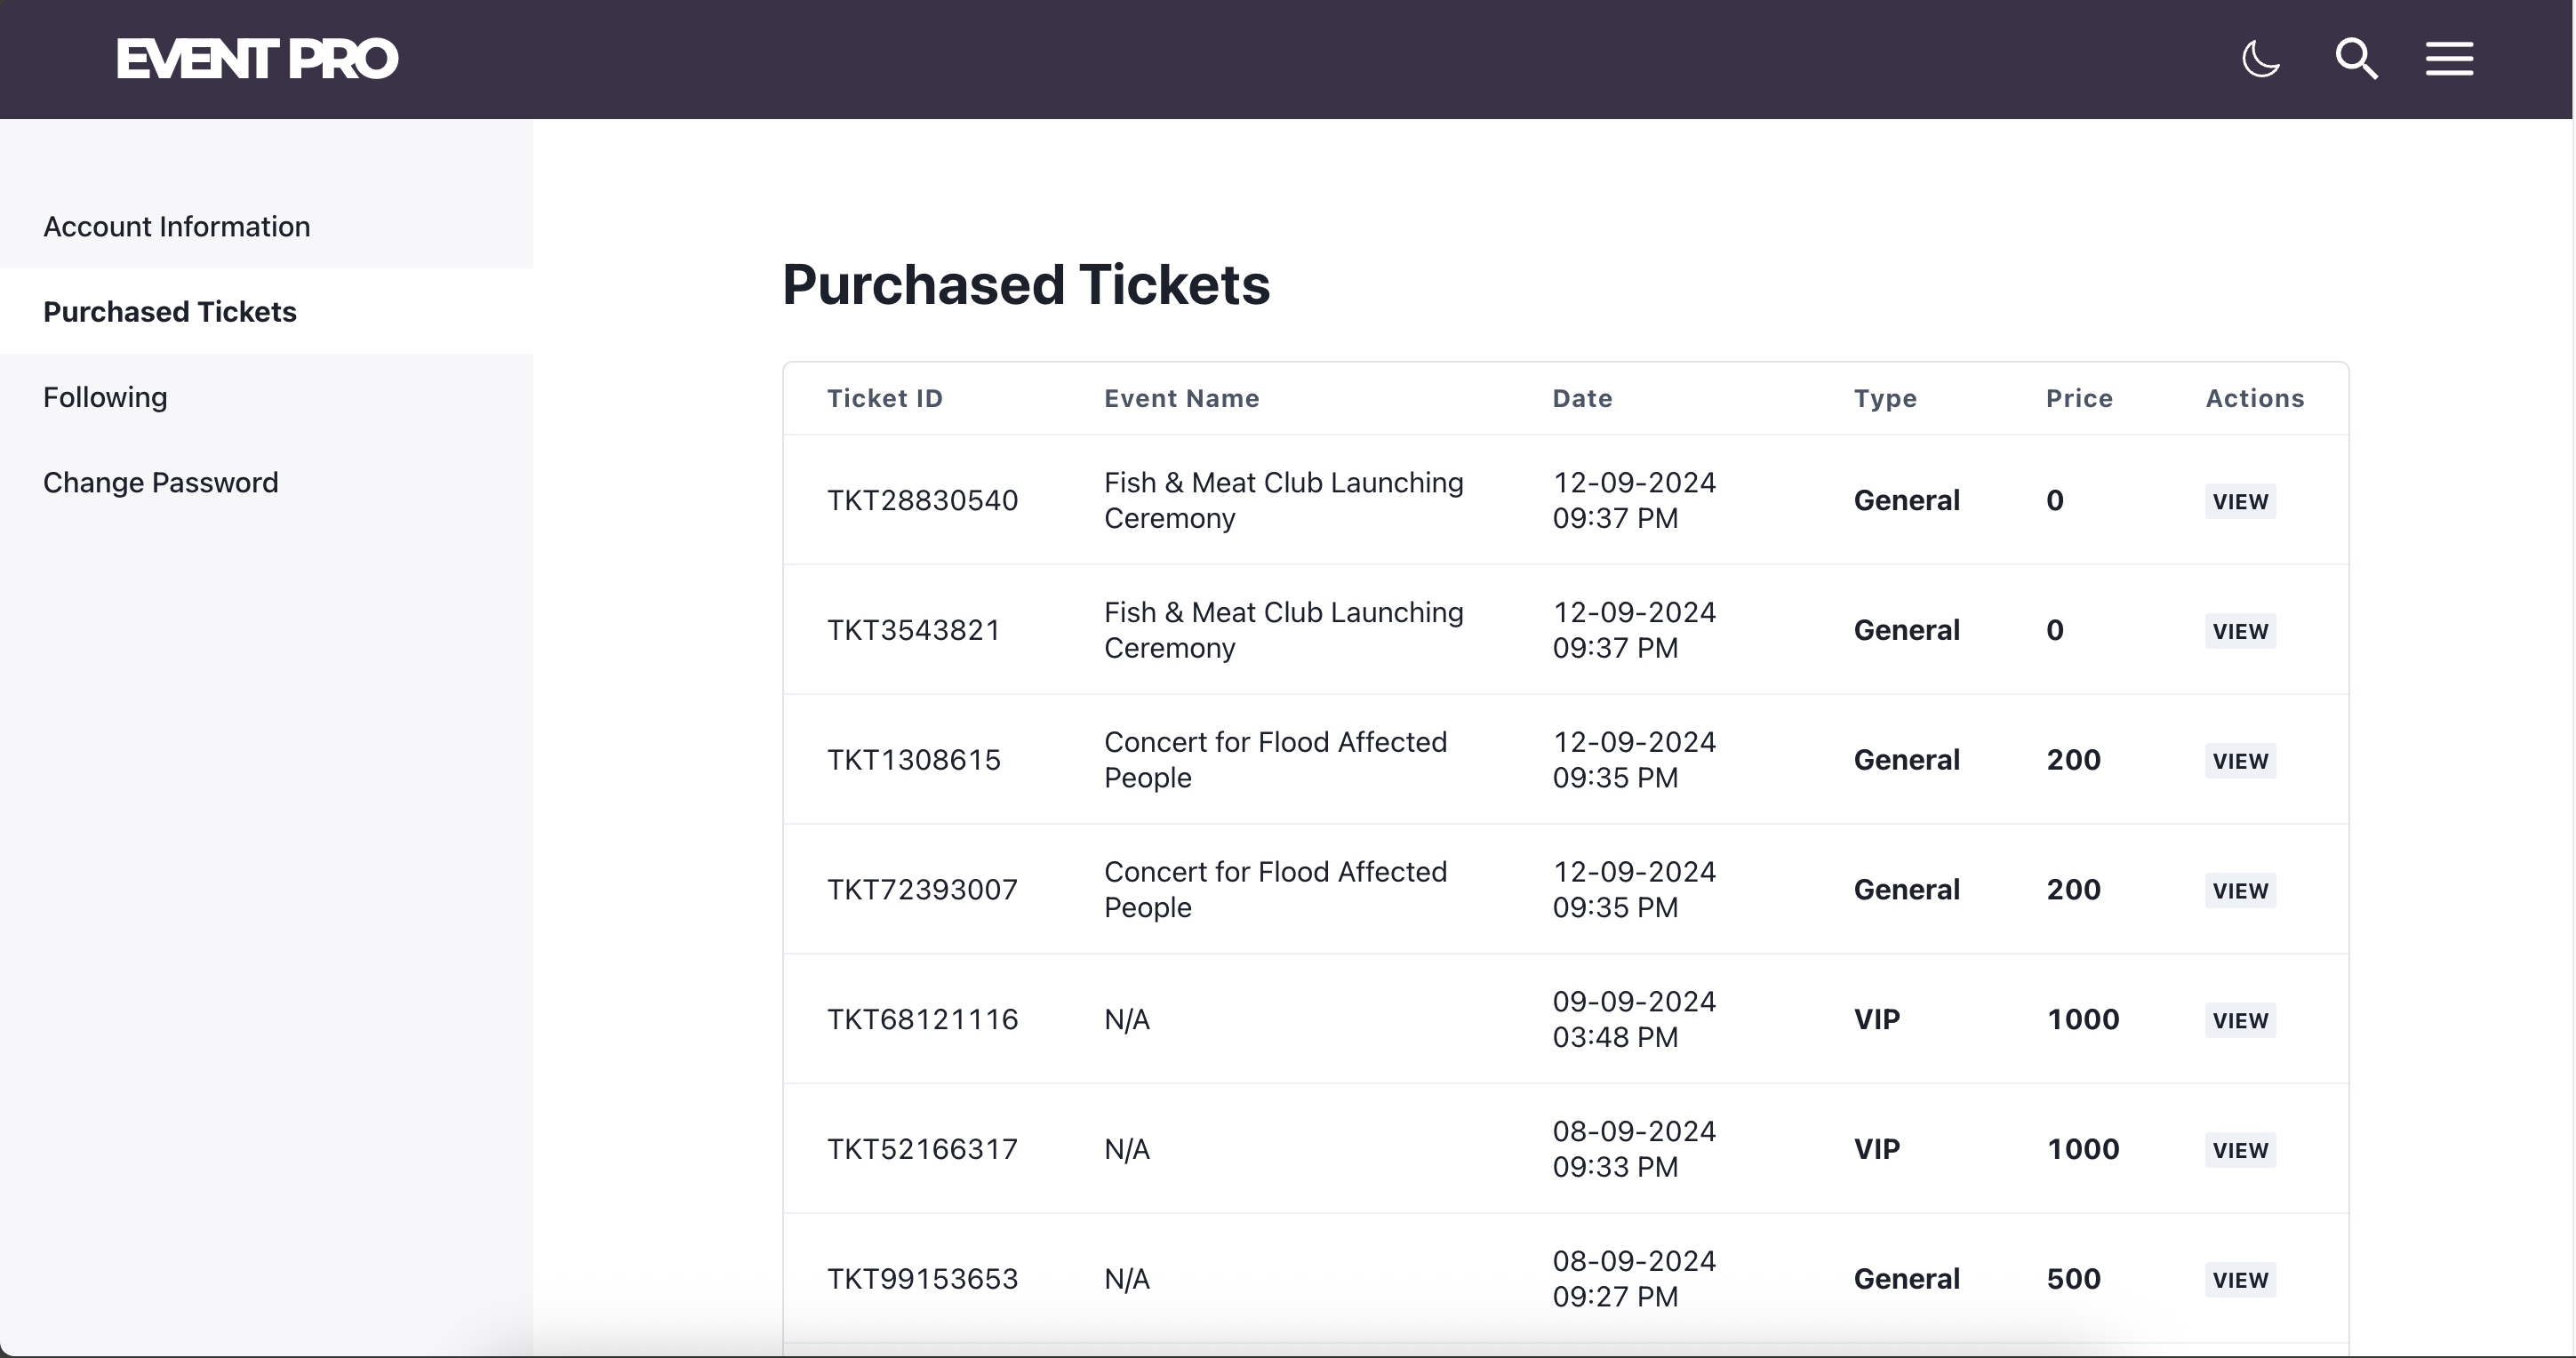 EVENT PRO
Account Information
Purchased Tickets
Following
Change Password
Purchased Tickets
Ticket ID Event Name Date Type Price Actions
TKT28830540 Fish & Meat Club Launching Ceremony 12-09-2024 09:37 PM General 0 VIEW
TKT3543821 Fish & Meat Club Launching Ceremony 12-09-2024 09:37 PM General 0 VIEW
TKT1308615 Concert for Flood Affected People 12-09-2024 09:35 PM General 200 VIEW
TKT72393007 Concert for Flood Affected People 12-09-2024 09:35 PM General 200 VIEW
TKT68121116 N/A 09-09-2024 03:48 PM VIP 1000 VIEW
TKT52166317 N/A 08-09-2024 09:33 PM VIP 1000 VIEW
TKT99153653 N/A 08-09-2024 09:27 PM General 500 VIEW